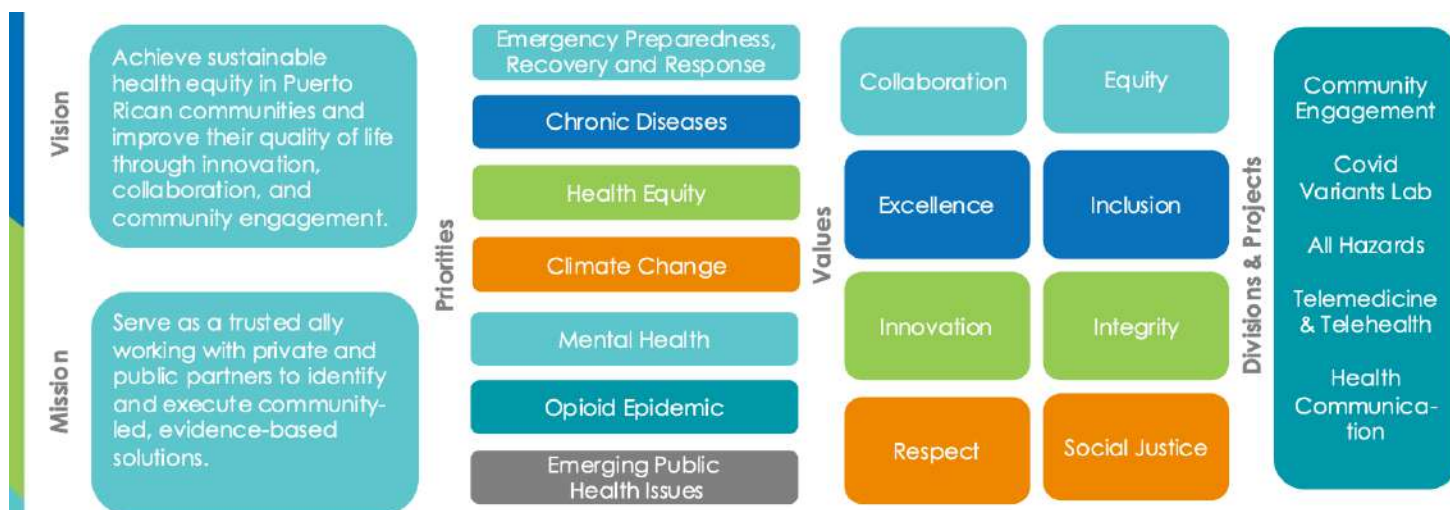 Vision
Achieve sustainable
health equity in Puerto
Rican communities and
improve their quality of life
through innovation,
collaboration, and
community engagement.
Mission
Serve as a trusted ally
working with private and
public partners to identify
and execute community-
led, evidence-based
solutions.
Priorities
Emergency Preparedness,
Recovery and Response
Chronic Diseases
Health Equity
Climate Change
Mental Health
Opioid Epidemic
Emerging Public
Health Issues
Values
Collaboration
Equity
Excellence
Inclusion
Innovation
Integrity
Respect
Social Justice
Divisions & Projects
Community
Engagement
Covid
Variants Lab
All Hazards
Telemedicine
& Telehealth
Health
Communica-
tion